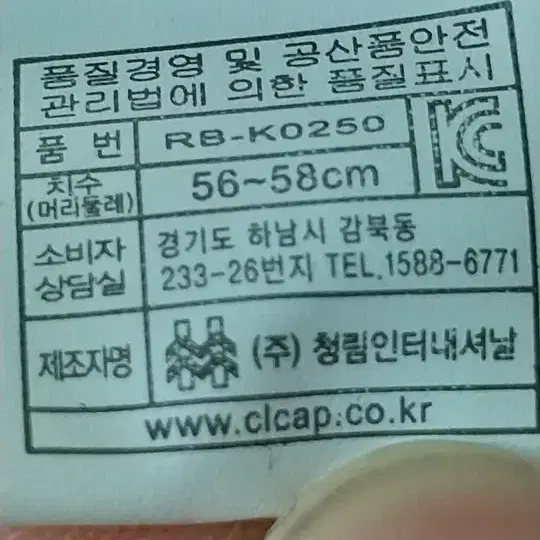 품질경영 및 공산품안전
관리법에 의한 품질표시
품 번 RB-K0250
치수 56~58cm
(머리둘레)
소비자 경기도 하남시 감북동
상담실 233-26번지 TEL.1588-6771
제조자명 (주) 청림인터내셔날
www.clcap.co.kr